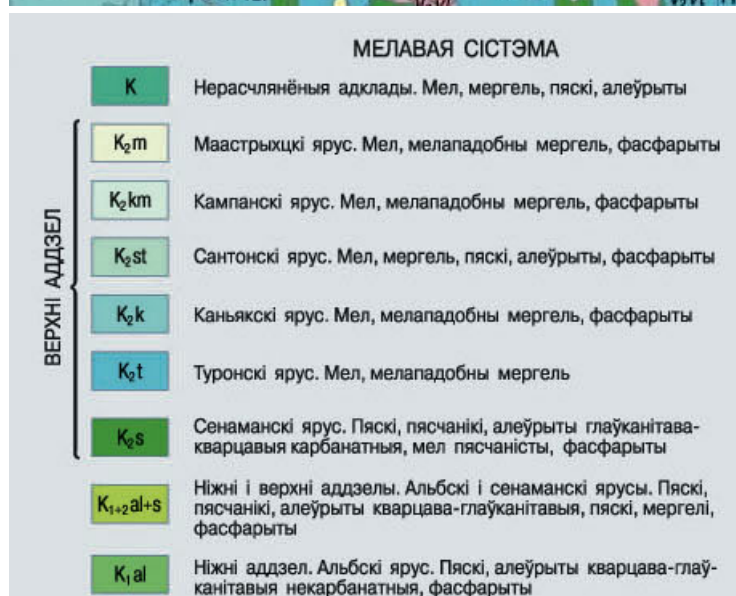 МЕЛАВАЯ СІСТЭМА
K Нерасчлянёныя адклады. Мел, мергель, пяскі, алеўрыты
ВЕРХНІ АДДЗЕЛ
K₂m Маастрыхцкі ярус. Мел, мелападобны мергель, фасфарыты
K₂km Кампанскі ярус. Мел, мелападобны мергель, фасфарыты
K₂st Сантонскі ярус. Мел, мергель, пяскі, алеўрыты, фасфарыты
K₂k Каньякскі ярус. Мел, мелападобны мергель, фасфарыты
K₂t Туронскі ярус. Мел, мелападобны мергель
K₂s Сенаманскі ярус. Пяскі, пясчанікі, алеўрыты глаўканітава-
кварцавыя карбанатныя, мел пясчаністы, фасфарыты
K₁₊₂al+s Ніжні і верхні аддзелы. Альбскі і сенаманскі ярусы. Пяскі,
пясчанікі, алеўрыты кварцава-глаўканітавыя, пяскі, мергелі,
фасфарыты
K₁al Ніжні аддзел. Альбскі ярус. Пяскі, алеўрыты кварцава-глаў-
канітавыя некарбанатныя, фасфарыты